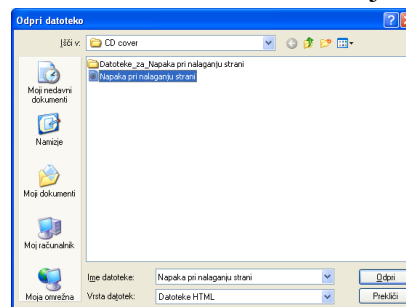 Odpri datoteko
Išči v:
CD cover
Moji nedavni
dokumenti
Namizje
Moji dokumenti
Moj računalnik
Moja omrežna
Datoteke_za_Napaka pri nalaganju strani
Napaka pri nalaganju strani
Ime datoteke:
Napaka pri nalaganju strani
Odpri
Vrsta datotek:
Datoteke HTML
Prekliči